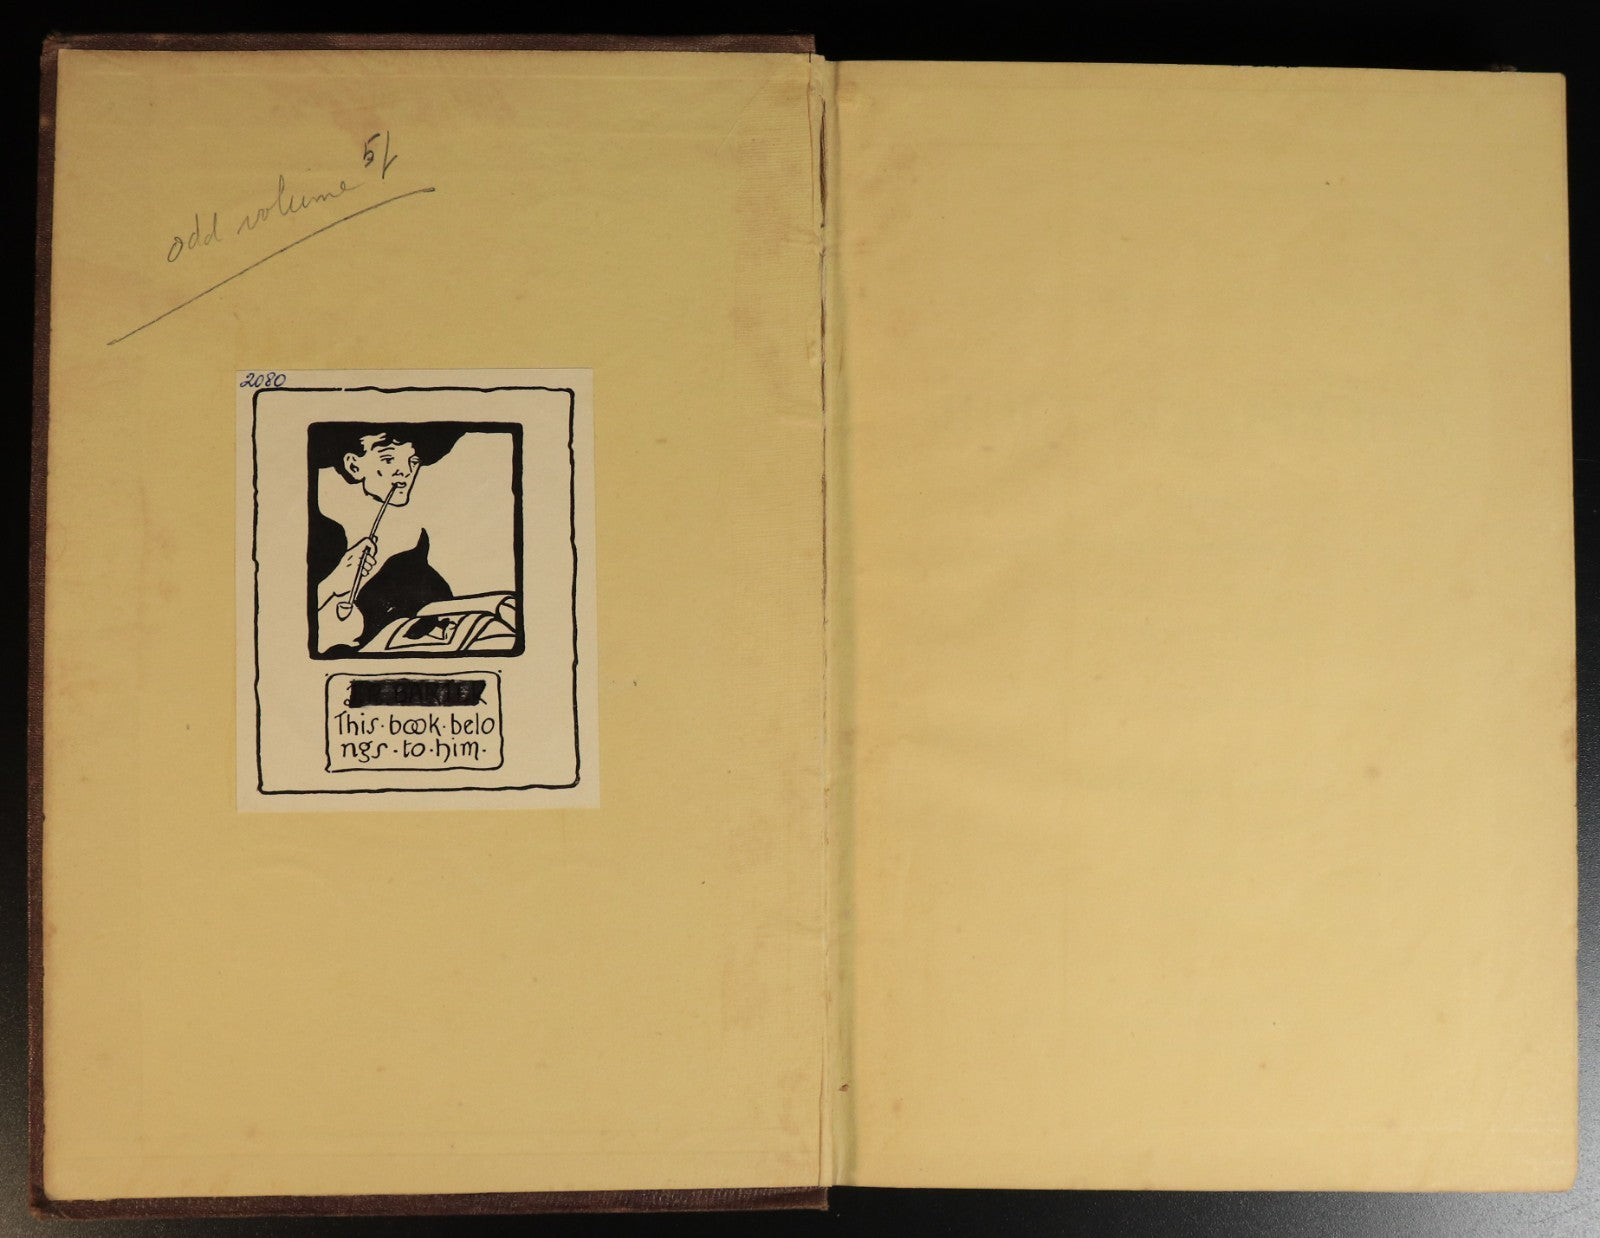 odd volume 5/
2080
This·book·belo
ngs·to·him·